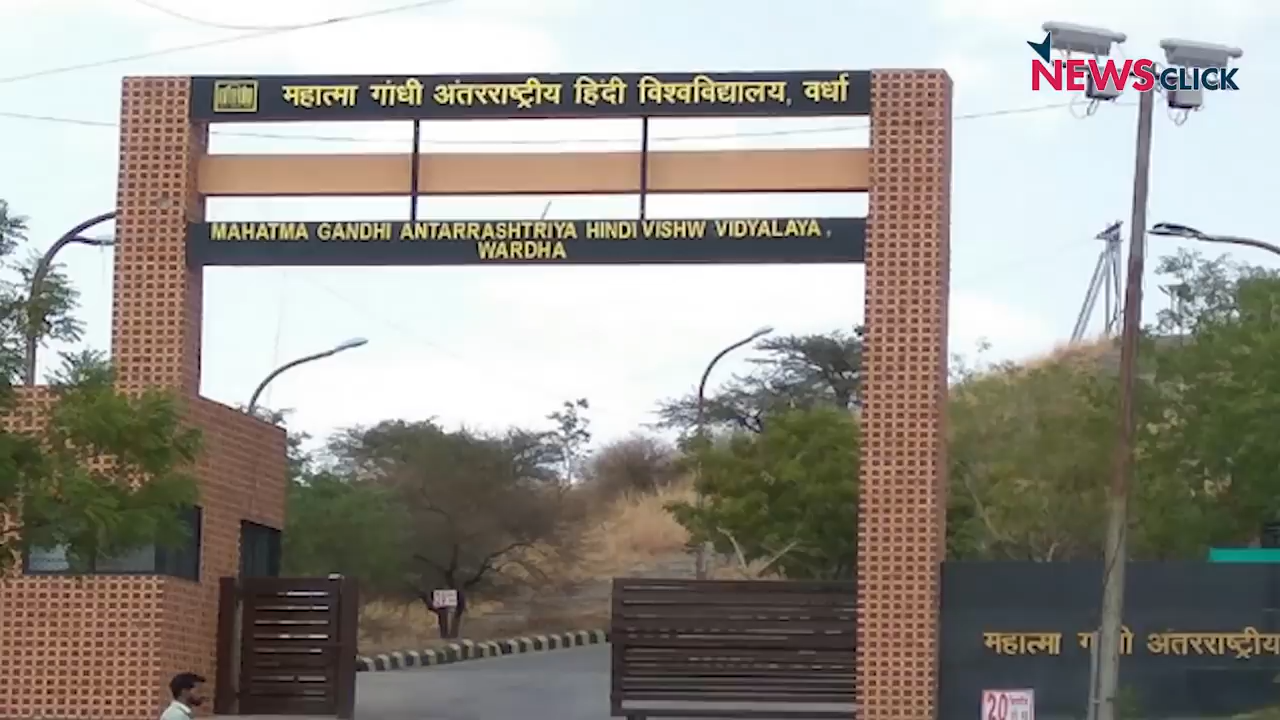 NEWSCLICK
महात्मा गांधी अंतरराष्ट्रीय हिंदी विश्वविद्यालय, वर्धा
MAHATMA GANDHI ANTARRASHTRIYA HINDI VISHW VIDYALAYA,
WARDHA
महात्मा गांधी अंतरराष्ट्रीय
20